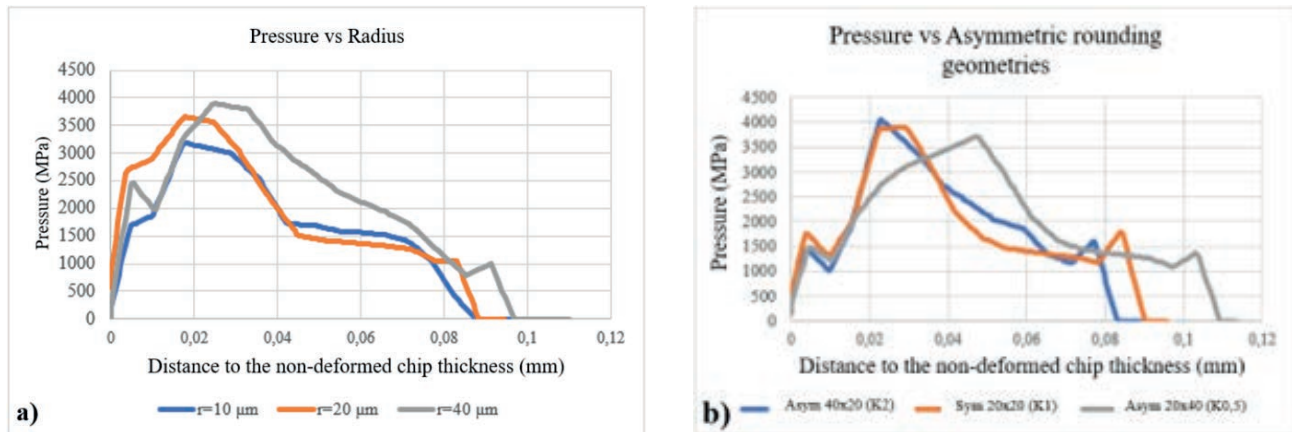 Pressure vs Radius
4500
4000
3500
3000
2500
2000
1500
1000
500
0
Pressure (MPa)
0 0,02 0,04 0,06 0,08 0,1 0,12
Distance to the non-deformed chip thickness (mm)
a)
r=10 μm r=20 μm r=40 μm
Pressure vs Asymmetric rounding
geometries
4500
4000
3500
3000
2500
2000
1500
1000
500
0
Pressure (MPa)
0 0,02 0,04 0,06 0,08 0,1 0,12
Distance to the non-deformed chip thickness (mm)
b)
Asym 40x20 (K2) Sym 20x20 (K1) Asym 20x40 (K0,5)